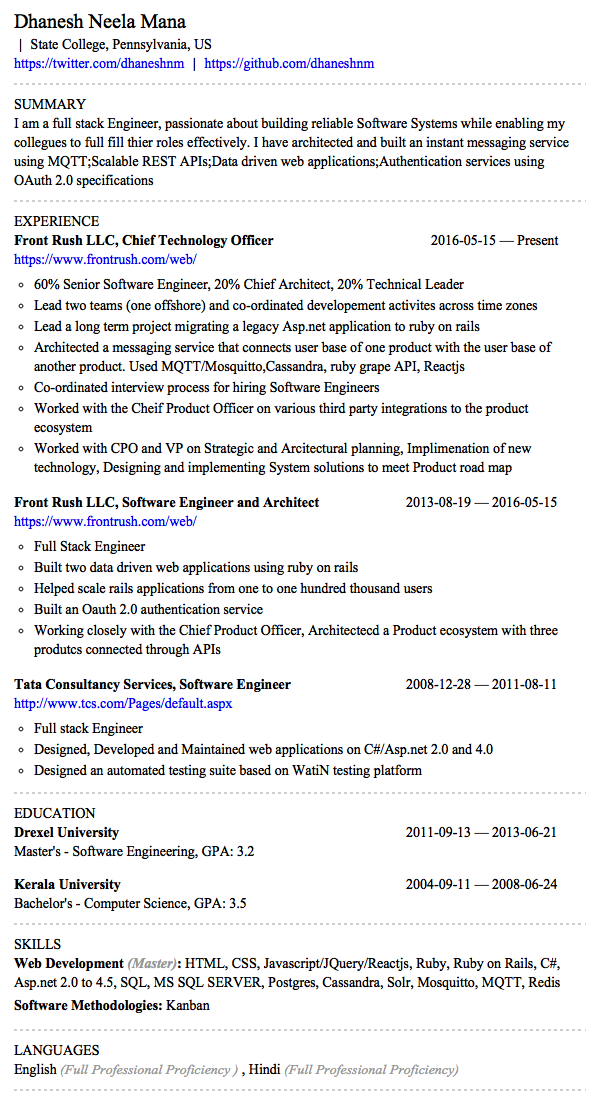 Dhanesh Neela Mana
| State College, Pennsylvania, US
https://twitter.com/dhaneshnm | https://github.com/dhaneshnm
SUMMARY
I am a full stack Engineer, passionate about building reliable Software Systems while enabling my
collegues to full fill thier roles effectively. I have architected and built an instant messaging service
using MQTT;Scalable REST APIs;Data driven web applications;Authentication services using
OAuth 2.0 specifications
EXPERIENCE
Front Rush LLC, Chief Technology Officer 2016-05-15 — Present
https://www.frontrush.com/web/
◦ 60% Senior Software Engineer, 20% Chief Architect, 20% Technical Leader
◦ Lead two teams (one offshore) and co-ordinated developement activites across time zones
◦ Lead a long term project migrating a legacy Asp.net application to ruby on rails
◦ Architected a messaging service that connects user base of one product with the user base of
another product. Used MQTT/Mosquitto,Cassandra, ruby grape API, Reactjs
◦ Co-ordinated interview process for hiring Software Engineers
◦ Worked with the Cheif Product Officer on various third party integrations to the product
ecosystem
◦ Worked with CPO and VP on Strategic and Arcitectural planning, Implimenation of new
technology, Designing and implementing System solutions to meet Product road map
Front Rush LLC, Software Engineer and Architect 2013-08-19 — 2016-05-15
https://www.frontrush.com/web/
◦ Full Stack Engineer
◦ Built two data driven web applications using ruby on rails
◦ Helped scale rails applications from one to one hundred thousand users
◦ Built an Oauth 2.0 authentication service
◦ Working closely with the Chief Product Officer, Architectecd a Product ecosystem with three
produtcs connected through APIs
Tata Consultancy Services, Software Engineer 2008-12-28 — 2011-08-11
http://www.tcs.com/Pages/default.aspx
◦ Full stack Engineer
◦ Designed, Developed and Maintained web applications on C#/Asp.net 2.0 and 4.0
◦ Designed an automated testing suite based on WatiN testing platform
EDUCATION
Drexel University 2011-09-13 — 2013-06-21
Master's - Software Engineering, GPA: 3.2
Kerala University 2004-09-11 — 2008-06-24
Bachelor's - Computer Science, GPA: 3.5
SKILLS
Web Development (Master): HTML, CSS, Javascript/JQuery/Reactjs, Ruby, Ruby on Rails, C#,
Asp.net 2.0 to 4.5, SQL, MS SQL SERVER, Postgres, Cassandra, Solr, Mosquitto, MQTT, Redis
Software Methodologies: Kanban
LANGUAGES
English (Full Professional Proficiency ) , Hindi (Full Professional Proficiency)